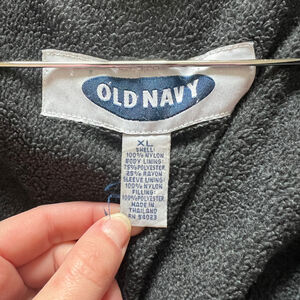 OLD NAVY
XL
SHELL:
100% NYLON
BODY LINING:
75% POLYESTER
25% RAYON
SLEEVE LINING:
100% NYLON
FILLING:
100% POLYESTER
MADE IN
THAILAND
RN 54023